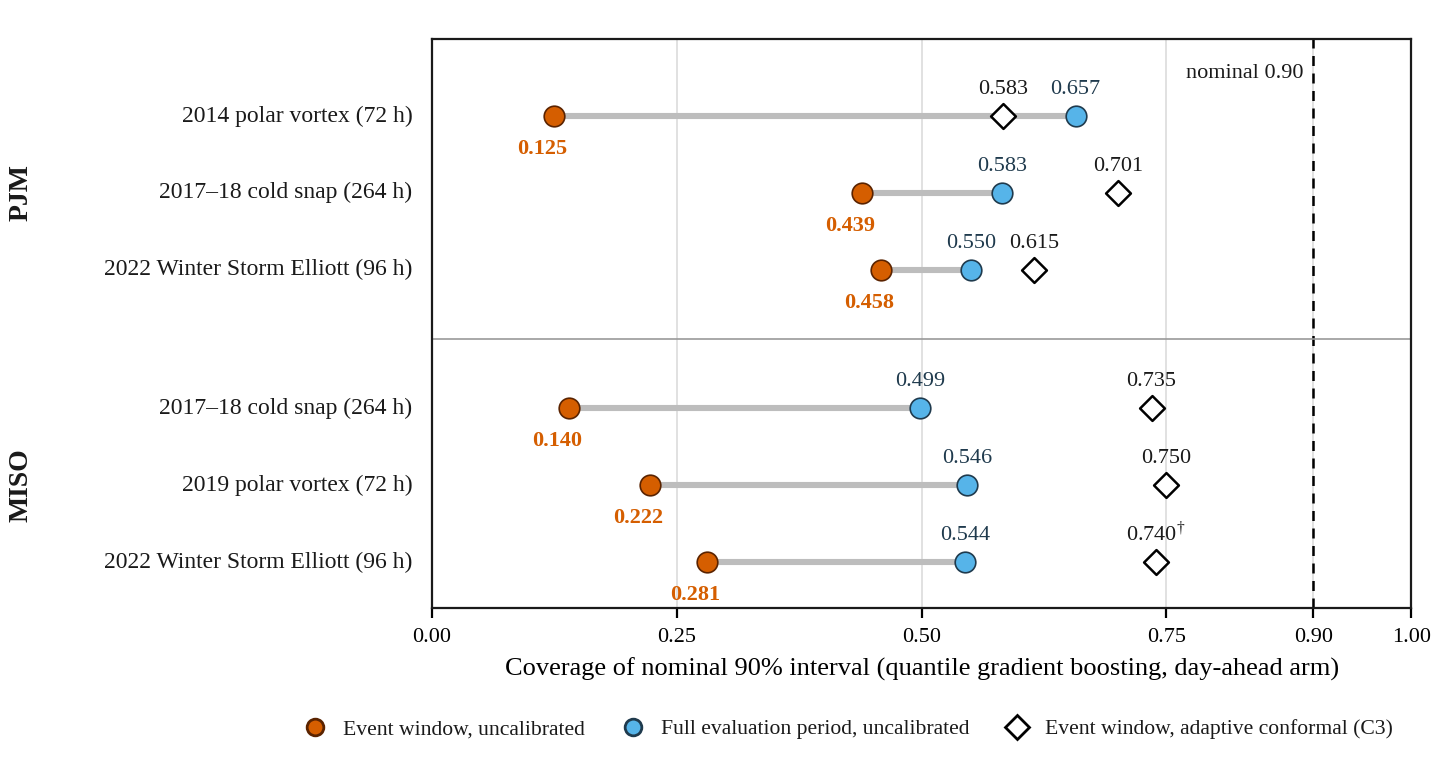 nominal 0.90
PJM
2014 polar vortex (72 h)
0.583 0.657
0.125
2017–18 cold snap (264 h)
0.583 0.701
0.439
2022 Winter Storm Elliott (96 h)
0.550 0.615
0.458
MISO
2017–18 cold snap (264 h)
0.499 0.735
0.140
2019 polar vortex (72 h)
0.546 0.750
0.222
2022 Winter Storm Elliott (96 h)
0.544 0.740†
0.281
0.00 0.25 0.50 0.75 0.90 1.00
Coverage of nominal 90% interval (quantile gradient boosting, day-ahead arm)
Event window, uncalibrated Full evaluation period, uncalibrated Event window, adaptive conformal (C3)